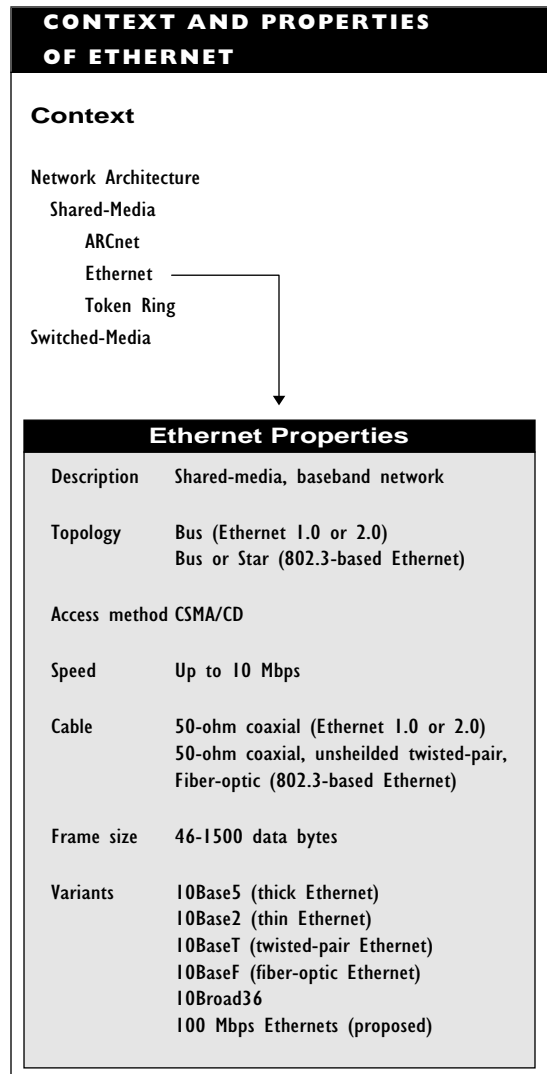 CONTEXT AND PROPERTIES
OF ETHERNET
Context
Network Architecture
Shared-Media
ARCnet
Ethernet
Token Ring
Switched-Media
Ethernet Properties
Description Shared-media, baseband network
Topology Bus (Ethernet 1.0 or 2.0)
Bus or Star (802.3-based Ethernet)
Access method CSMA/CD
Speed Up to 10 Mbps
Cable 50-ohm coaxial (Ethernet 1.0 or 2.0)
50-ohm coaxial, unsheilded twisted-pair,
Fiber-optic (802.3-based Ethernet)
Frame size 46-1500 data bytes
Variants 10Base5 (thick Ethernet)
10Base2 (thin Ethernet)
10BaseT (twisted-pair Ethernet)
10BaseF (fiber-optic Ethernet)
10Broad36
100 Mbps Ethernets (proposed)